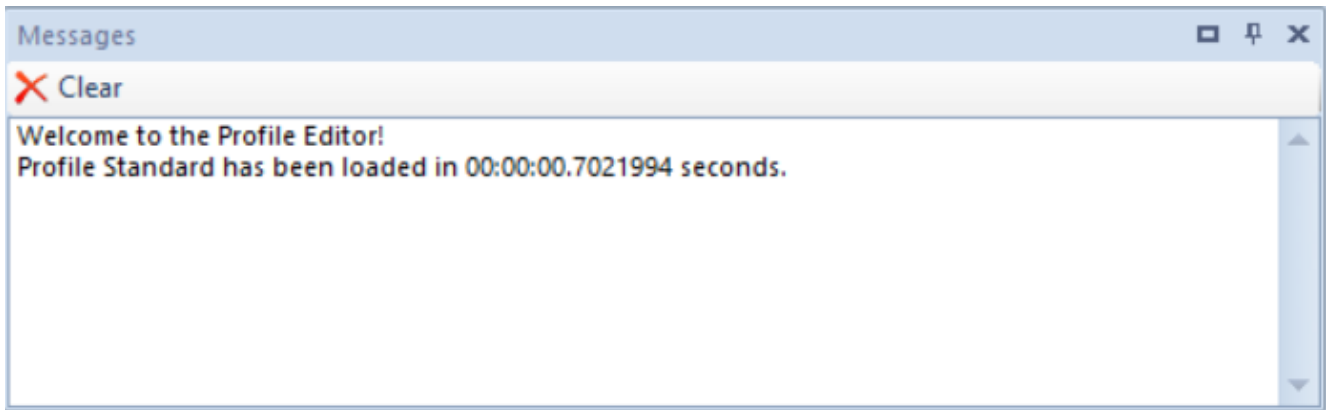 Messages
Clear
Welcome to the Profile Editor!
Profile Standard has been loaded in 00:00:00.7021994 seconds.